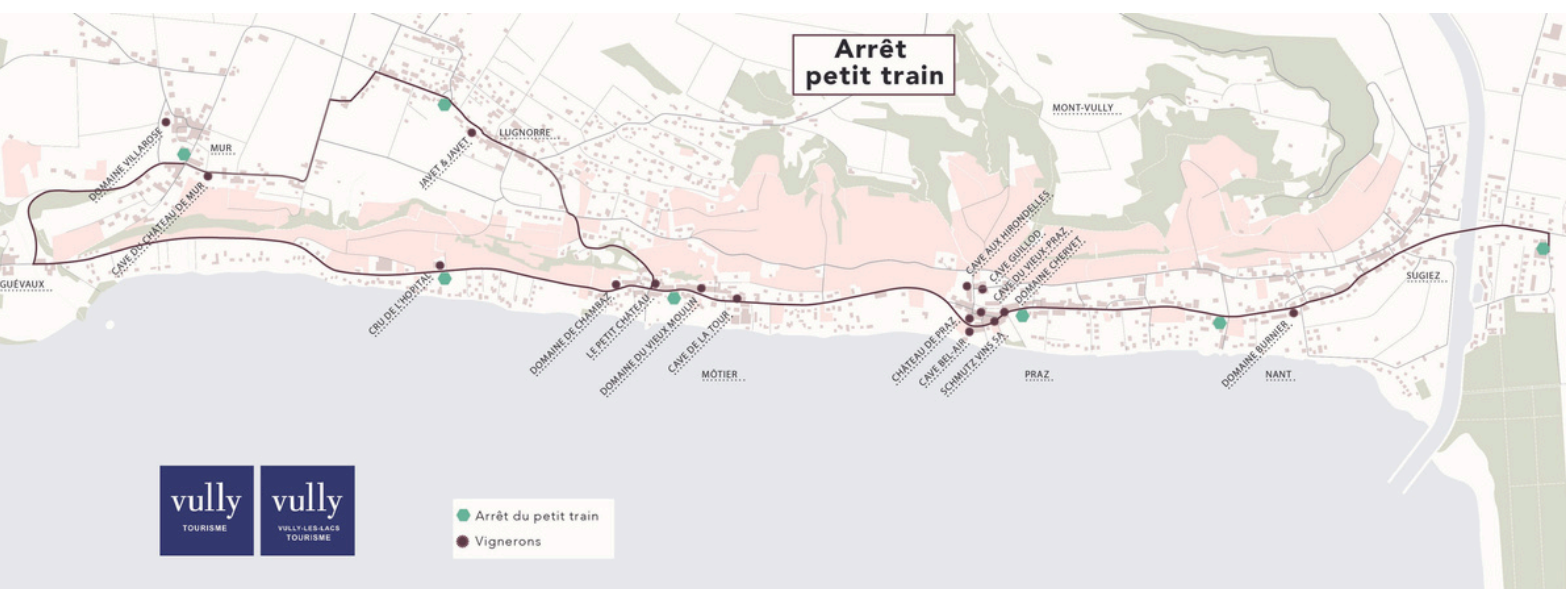 Arrêt
petit train
MONT-VULLY
LUGNORRE
MUR
DOMAINE VILLAROSE
JAVET & JAVET
CAVE DU CHÂTEAU DE MUR
CAVE AUX HIRONDELLES
CAVE GUILLOD
CAVE DU VIEUX-PRAZ
DOMAINE CHERVET
GUÉVAUX
SUGIEZ
CRU DE L'HOPITAL
DOMAINE DE CHAMBAZ
LE PETIT CHÂTEAU
DOMAINE DU VIEUX MOULIN
CAVE DE LA TOUR
CHÂTEAU DE PRAZ
CAVE BEL-AIR
SCHMUTZ VINS SA
DOMAINE BURNIER
MÔTIER
PRAZ
NANT
vully
TOURISME
vully
VULLY-LES-LACS
TOURISME
Arrêt du petit train
Vignerons